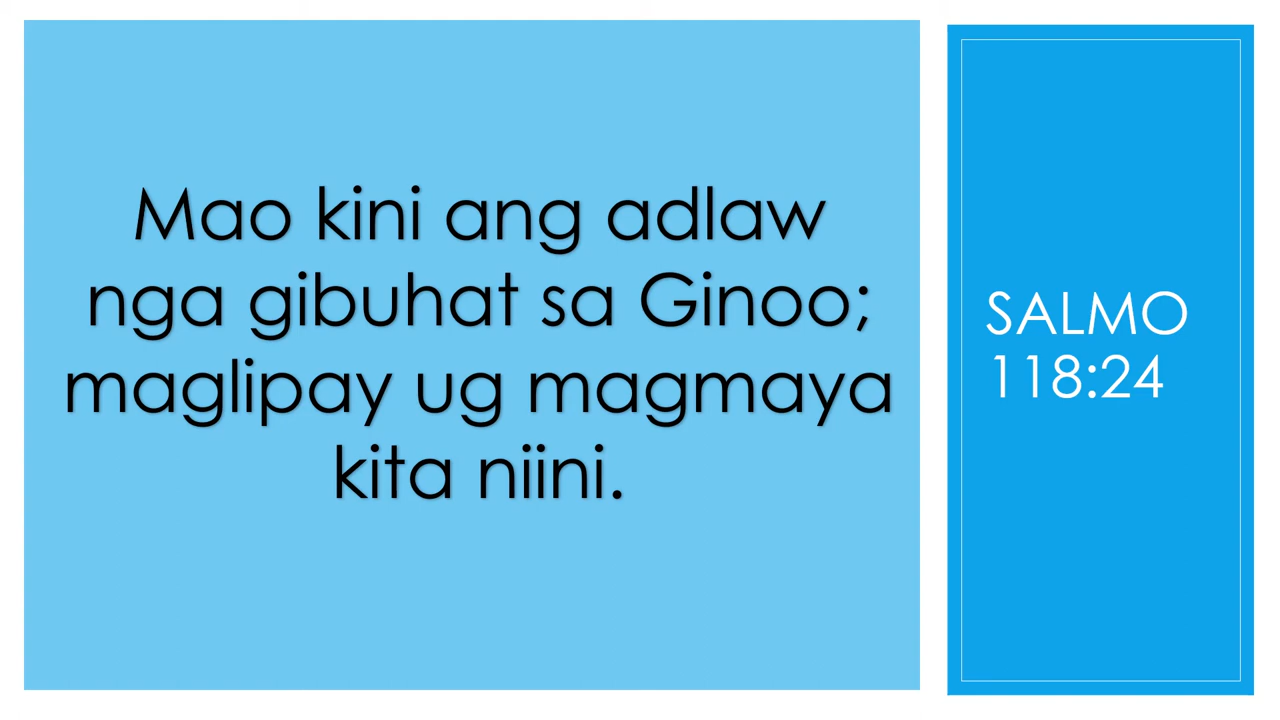 Mao kini ang adlaw
nga gibuhat sa Ginoo;
maglipay ug magmaya
kita niini.
SALMO
118:24